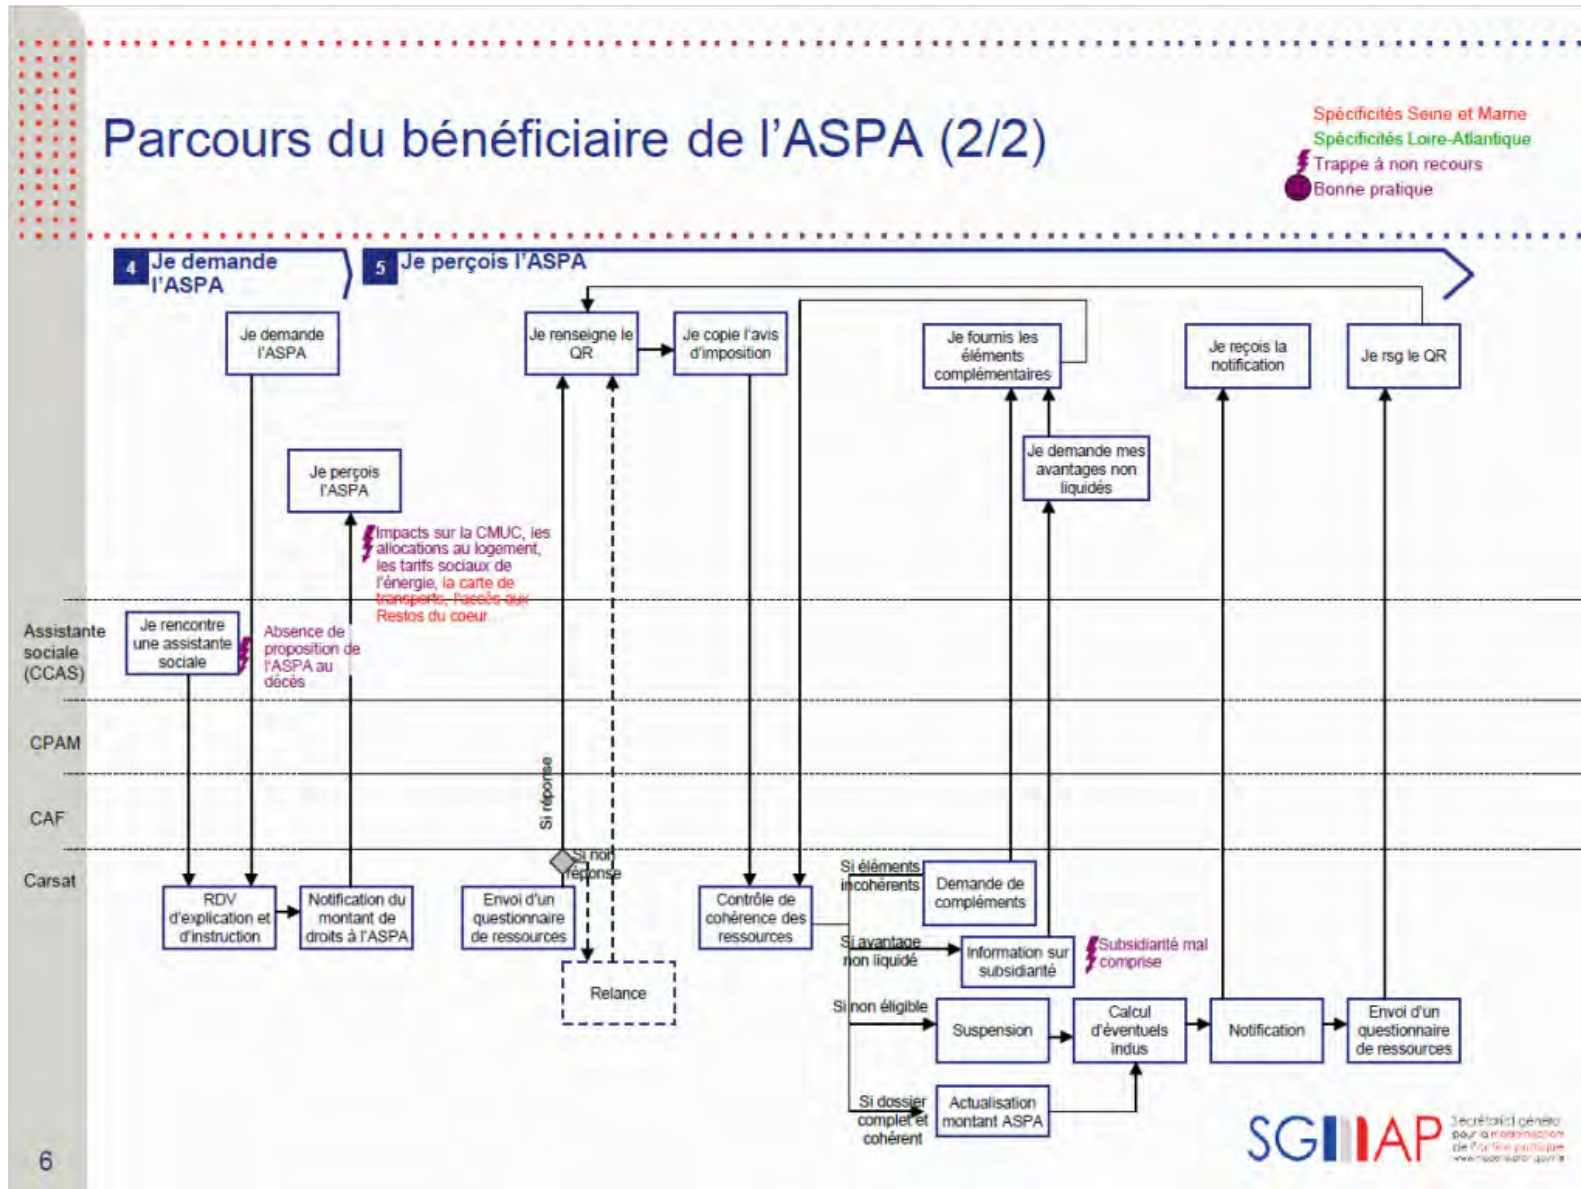 Parcours du bénéficiaire de l'ASPA (2/2)
Spécificités Seine et Marne
Spécificités Loire-Atlantique
Trappe à non recours
Bonne pratique
4 Je demande
l'ASPA
5 Je perçois l'ASPA
Je demande
l'ASPA
Je renseigne le
QR
Je copie l'avis
d'imposition
Je fournis les
éléments
complémentaires
Je reçois la
notification
Je rsg le QR
Je perçois
l'ASPA
Je demande mes
avantages non
liquidés
Impacts sur la CMUC, les
allocations au logement,
les tarifs sociaux de
l'énergie, la carte de
transports, l'accès aux
Restos du coeur
Assistante
sociale
(CCAS)
Je rencontre
une assistante
sociale
Absence de
proposition de
l'ASPA au
décès
CPAM
CAF
Si réponse
Si non
réponse
Carsat
RDV
d'explication et
d'instruction
Notification du
montant de
droits à l'ASPA
Envoi d'un
questionnaire
de ressources
Relance
Contrôle de
cohérence des
ressources
Si éléments
incohérents
Demande de
compléments
Si avantage
non liquidé
Information sur
subsidiarité
Subsidiarité mal
comprise
Si non éligible
Suspension
Calcul
d'éventuels
indus
Notification
Envoi d'un
questionnaire
de ressources
Si dossier
complet et
cohérent
Actualisation
montant ASPA
6
SGMAP
Secrétariat général
pour la modernisation
de l'action publique